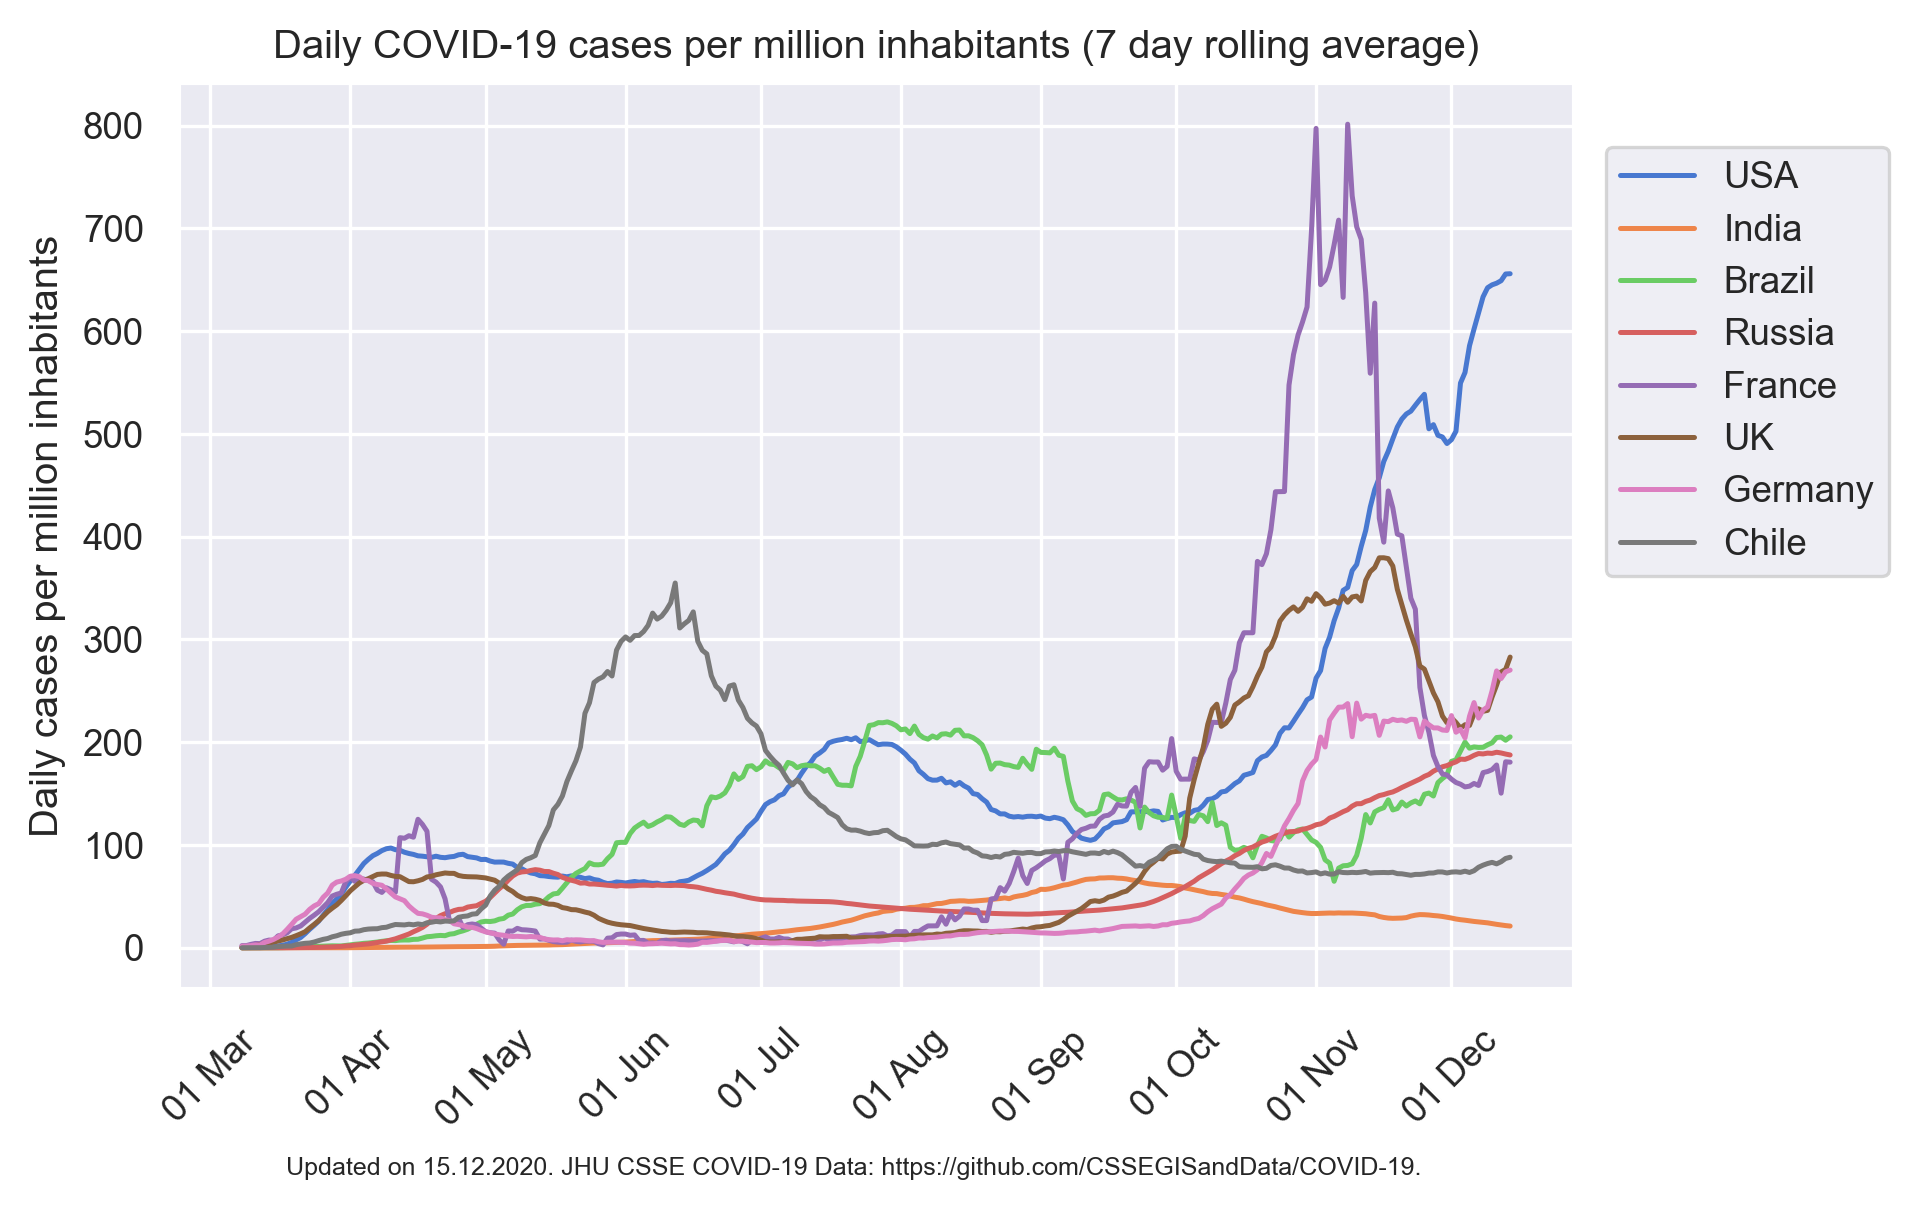 Daily COVID-19 cases per million inhabitants (7 day rolling average)
Daily cases per million inhabitants
800
700
600
500
400
300
200
100
0
01 Mar
01 Apr
01 May
01 Jun
01 Jul
01 Aug
01 Sep
01 Oct
01 Nov
01 Dec
USA
India
Brazil
Russia
France
UK
Germany
Chile
Updated on 15.12.2020. JHU CSSE COVID-19 Data: https://github.com/CSSEGISandData/COVID-19.